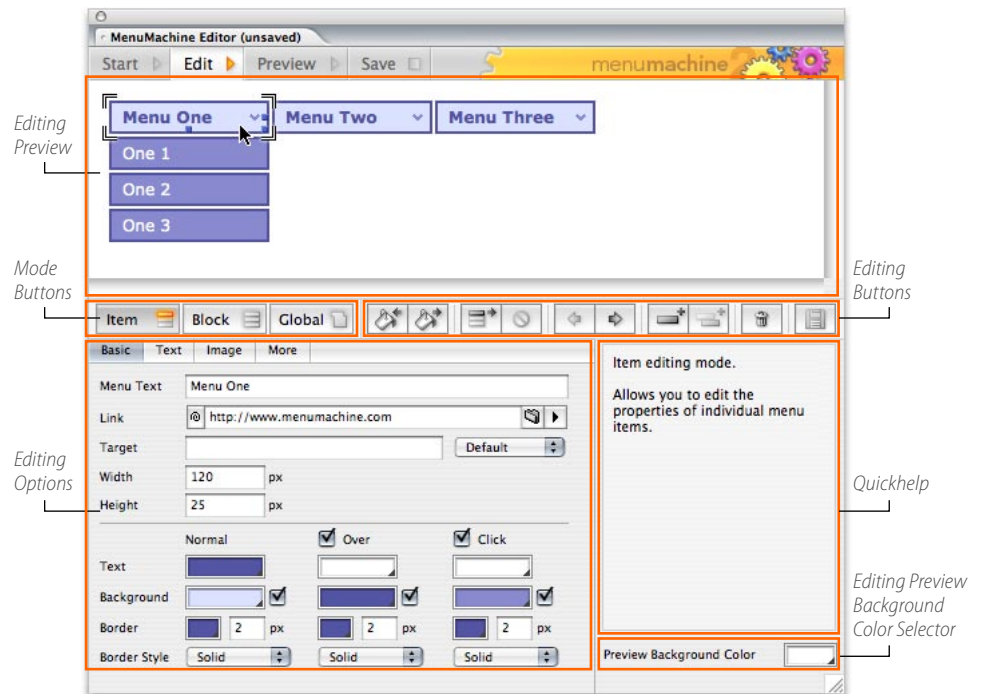 MenuMachine Editor (unsaved)
Start Edit Preview Save menumachine 2
Menu One Menu Two Menu Three
One 1
One 2
One 3
Editing
Preview
Mode
Buttons
Editing
Buttons
Item Block Global
Basic Text Image More
Menu Text Menu One
Link @ http://www.menumachine.com
Target Default
Width 120 px
Height 25 px
Normal Over Click
Text
Background
Border 2 px 2 px 2 px
Border Style Solid Solid Solid
Item editing mode.
Allows you to edit the
properties of individual menu
items.
Preview Background Color
Editing
Options
Quickhelp
Editing Preview
Background
Color Selector